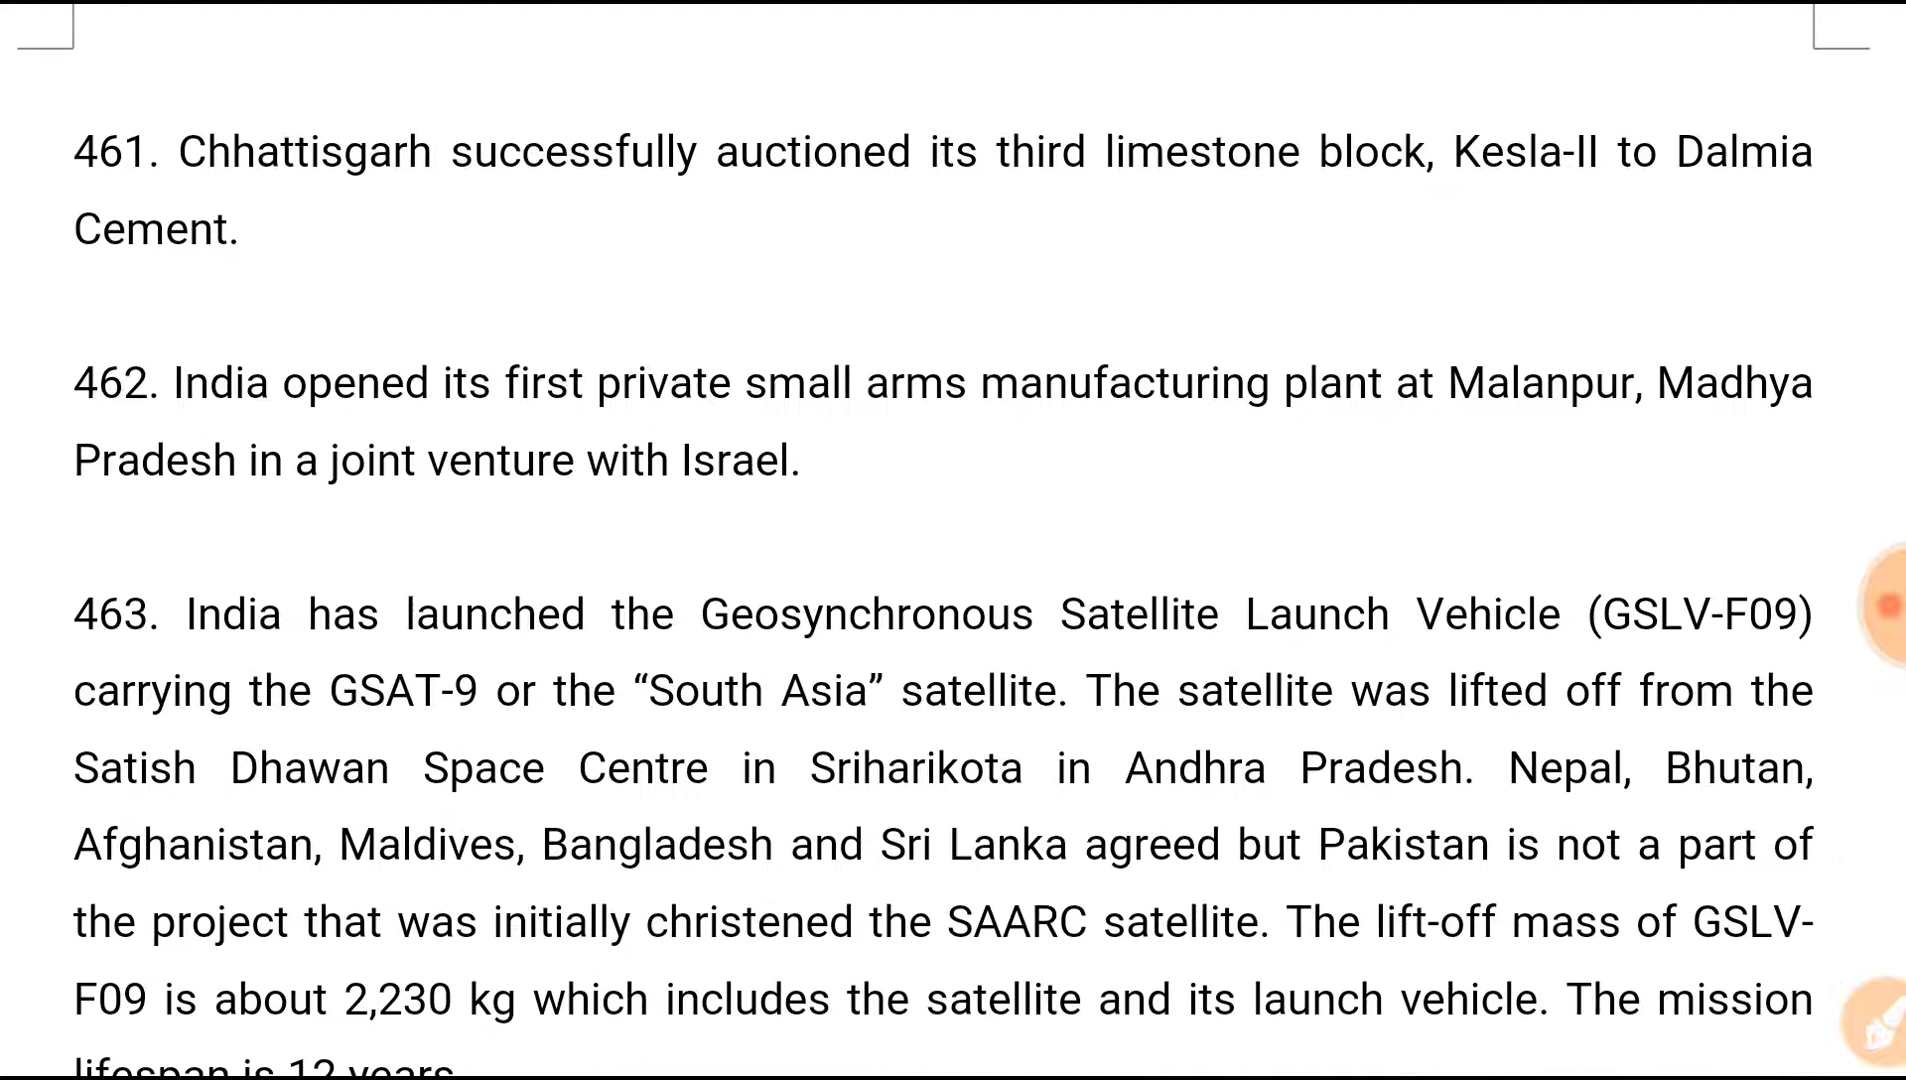 461. Chhattisgarh successfully auctioned its third limestone block, Kesla-II to Dalmia
Cement.
462. India opened its first private small arms manufacturing plant at Malanpur, Madhya
Pradesh in a joint venture with Israel.
463. India has launched the Geosynchronous Satellite Launch Vehicle (GSLV-F09)
carrying the GSAT-9 or the “South Asia” satellite. The satellite was lifted off from the
Satish Dhawan Space Centre in Sriharikota in Andhra Pradesh. Nepal, Bhutan,
Afghanistan, Maldives, Bangladesh and Sri Lanka agreed but Pakistan is not a part of
the project that was initially christened the SAARC satellite. The lift-off mass of GSLV-
F09 is about 2,230 kg which includes the satellite and its launch vehicle. The mission
lifespan is 12 years